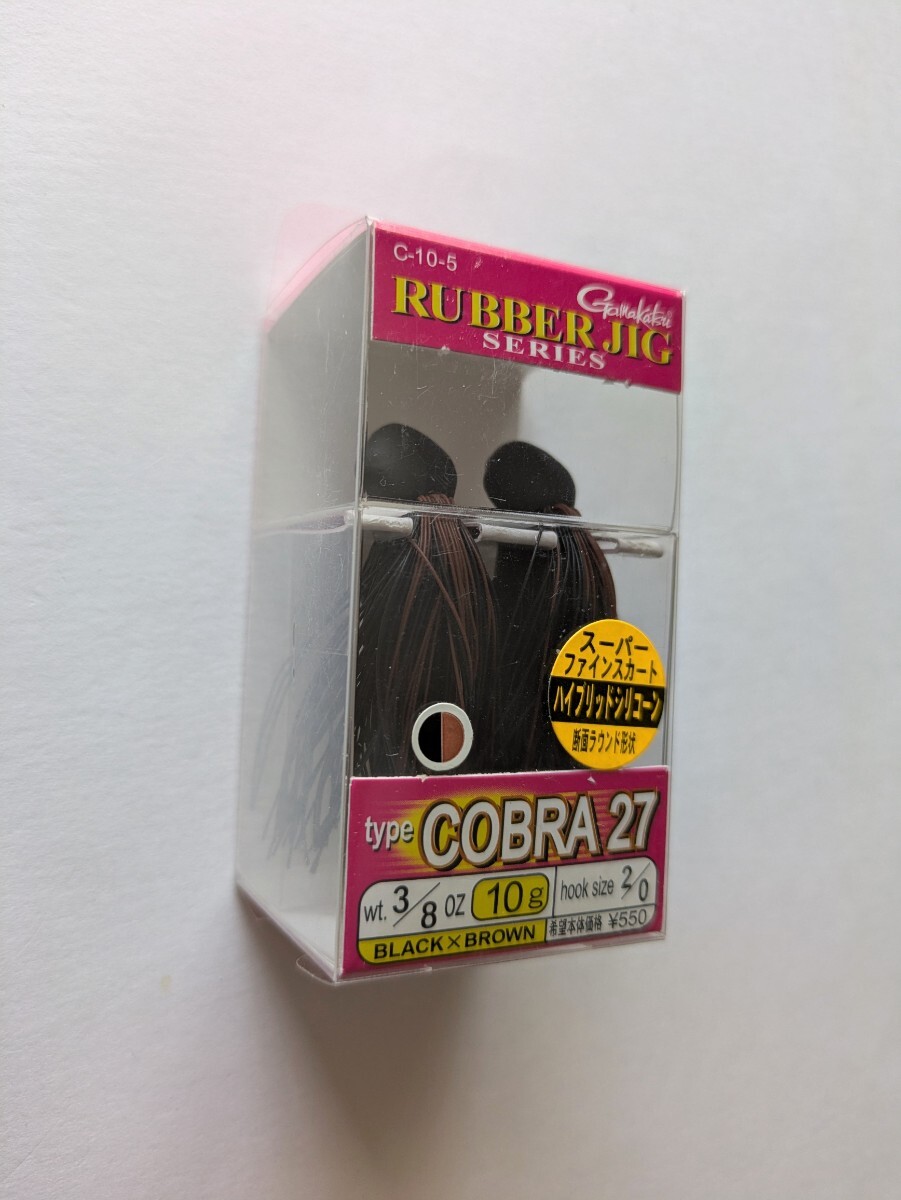 C-10-5
Gamakatsu®
RUBBER JIG
SERIES
スーパー
ファインスカート
ハイブリッドシリコーン
断面ラウンド形状
type COBRA 27
wt. 3/8 oz 10g hook size 2/0
BLACK×BROWN 希望本体価格 ¥550